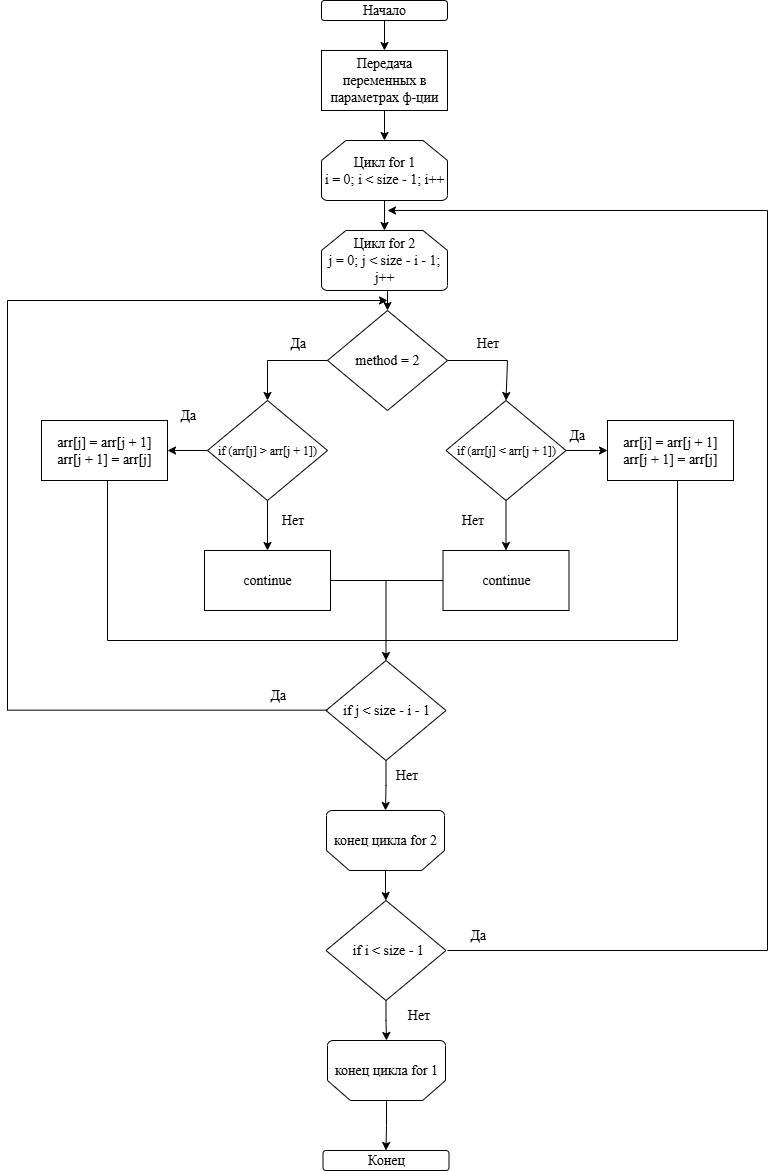 Начало
Передача
переменных в
параметрах ф-ции
Цикл for 1
i = 0; i < size - 1; i++
Цикл for 2
j = 0; j < size - i - 1;
j++
method = 2
Да
Нет
if (arr[j] > arr[j + 1])
Да
arr[j] = arr[j + 1]
arr[j + 1] = arr[j]
Нет
continue
if (arr[j] < arr[j + 1])
Да
arr[j] = arr[j + 1]
arr[j + 1] = arr[j]
Нет
continue
if j < size - i - 1
Да
Нет
конец цикла for 2
if i < size - 1
Да
Нет
конец цикла for 1
Конец